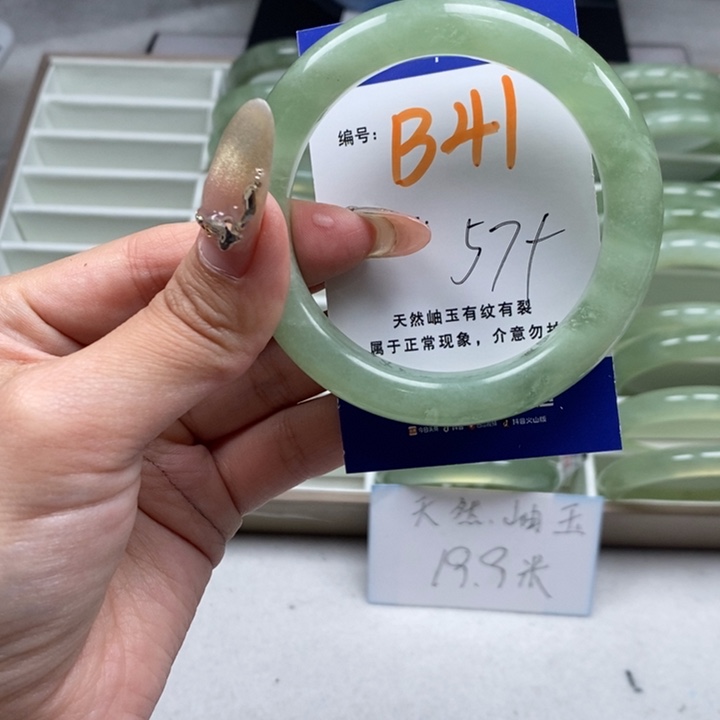 编号：
B41
57+
天然岫玉有纹有裂
属于正常现象，介意勿
天然.岫玉
19.9米